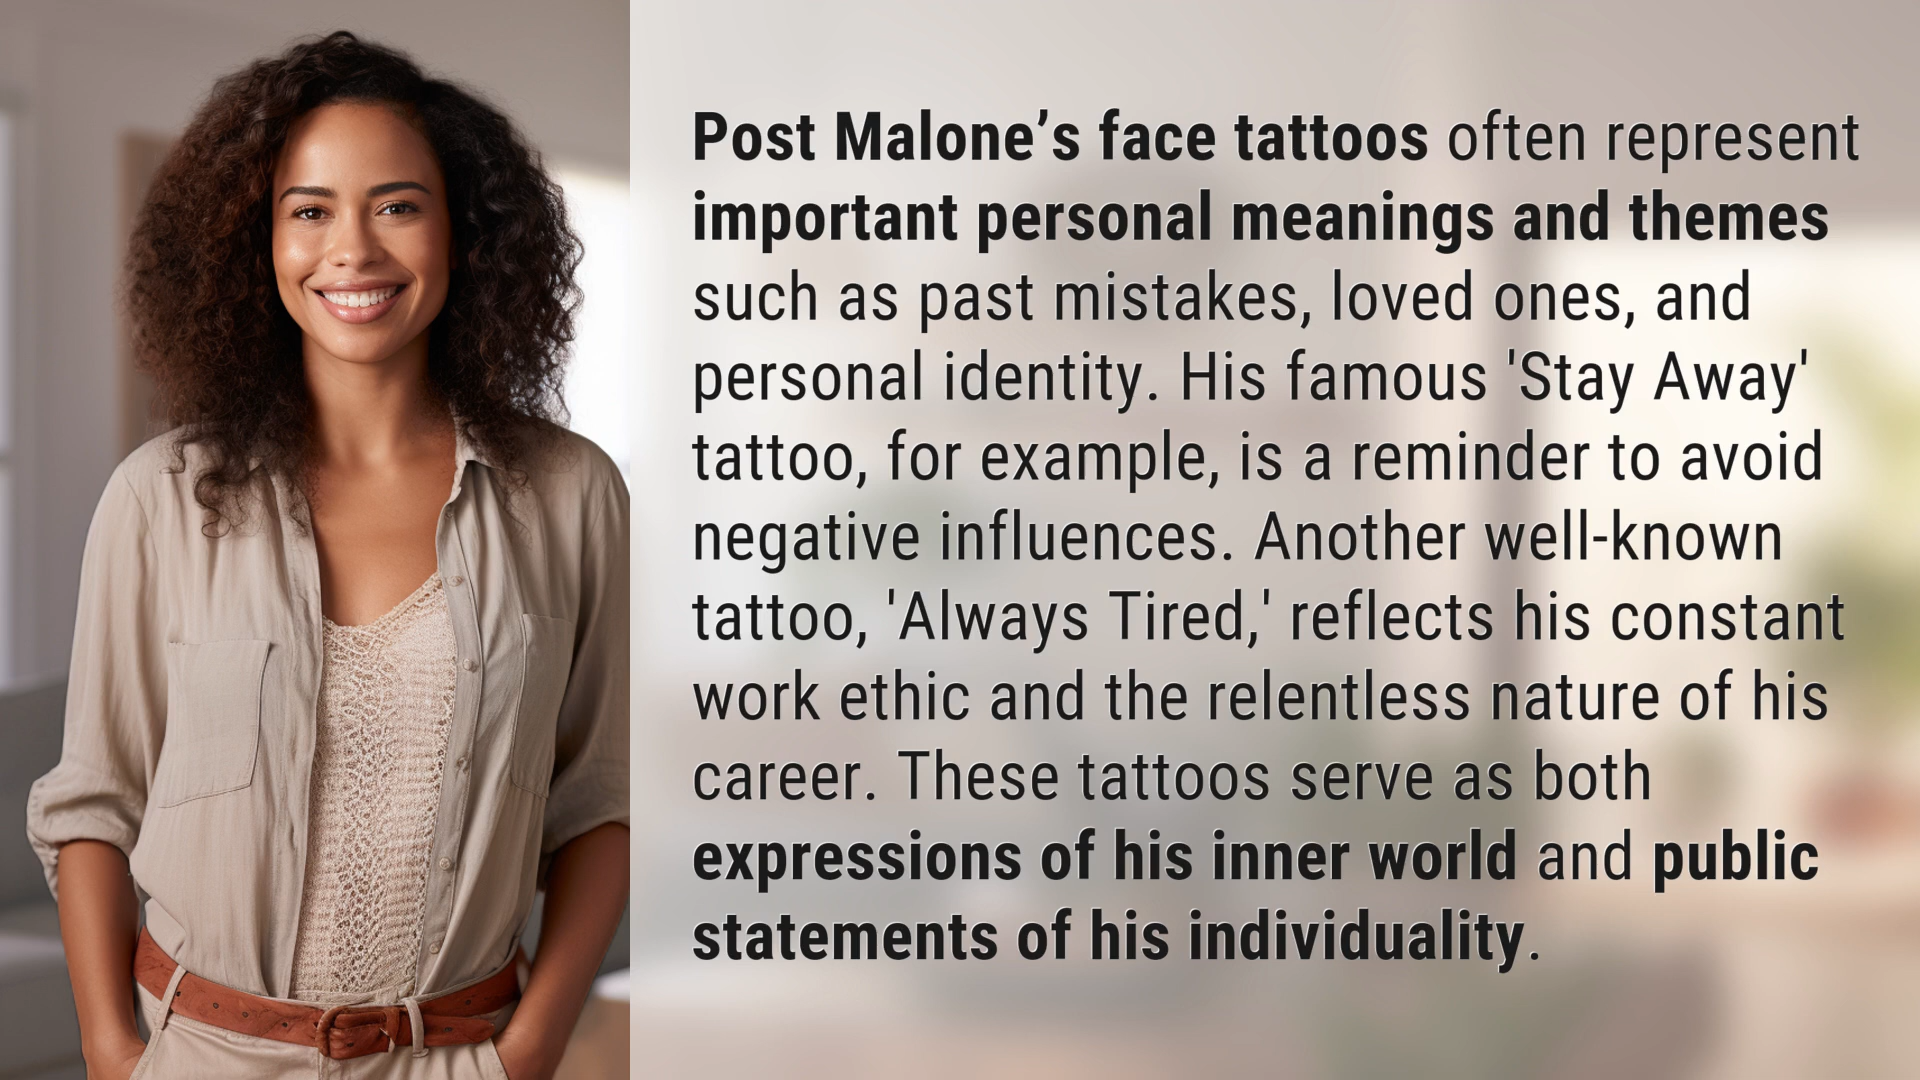 Post Malone’s face tattoos often represent
important personal meanings and themes
such as past mistakes, loved ones, and
personal identity. His famous 'Stay Away'
tattoo, for example, is a reminder to avoid
negative influences. Another well-known
tattoo, 'Always Tired,' reflects his constant
work ethic and the relentless nature of his
career. These tattoos serve as both
expressions of his inner world and public
statements of his individuality.